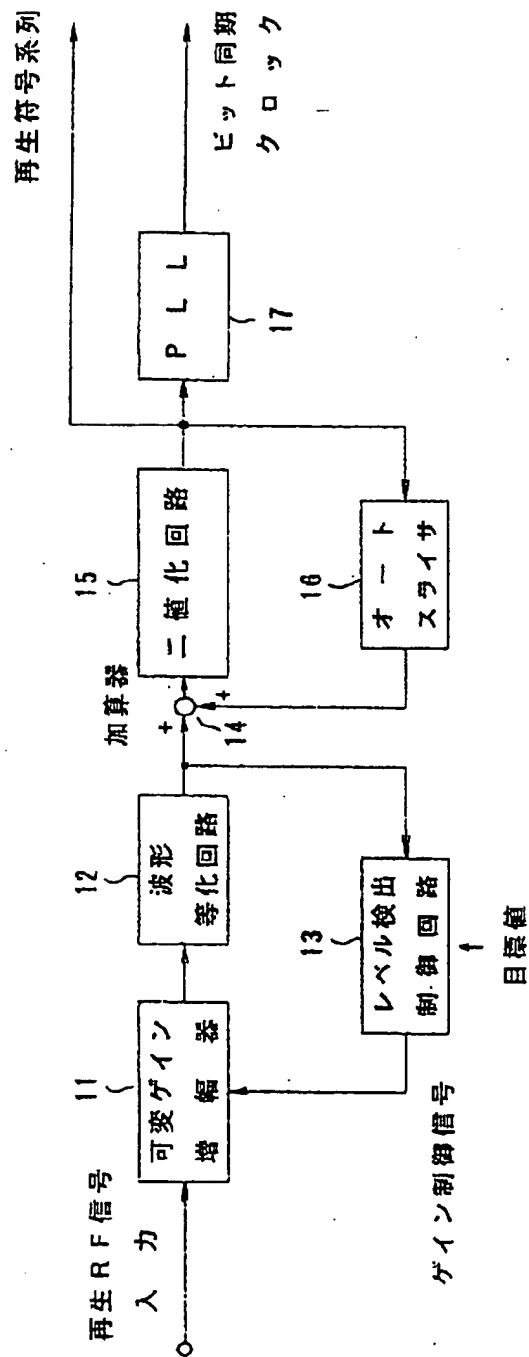 再生RF信号
入力
11
可変ゲイン
増幅器
12
波形
等化回路
13
レベル検出
制御回路
目標値
ゲイン制御信号
加算器
+
+
14
15
二値化回路
16
オート
スライサ
PLL
17
再生符号系列
ビット同期
クロック